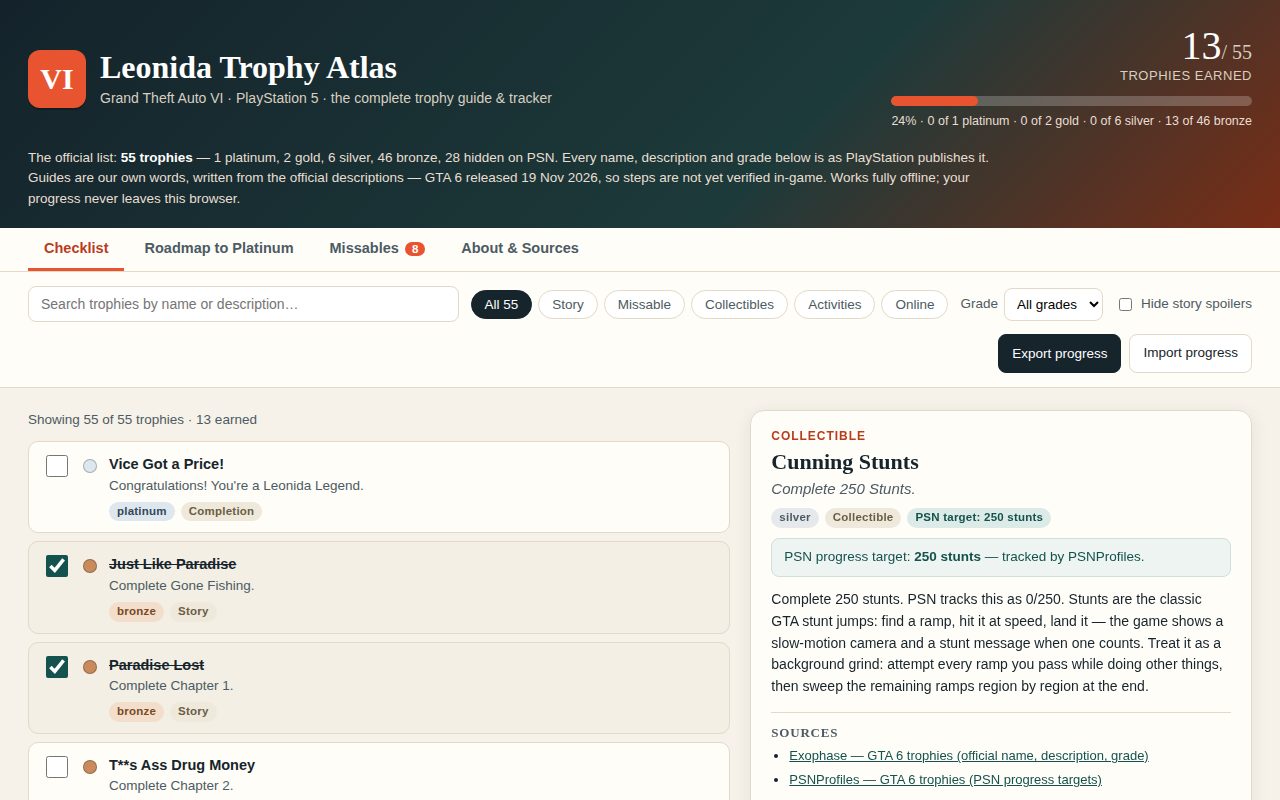 VI
Leonida Trophy Atlas
Grand Theft Auto VI · PlayStation 5 · the complete trophy guide & tracker
13/ 55
TROPHIES EARNED
24% · 0 of 1 platinum · 0 of 2 gold · 0 of 6 silver · 13 of 46 bronze
The official list: 55 trophies — 1 platinum, 2 gold, 6 silver, 46 bronze, 28 hidden on PSN. Every name, description and grade below is as PlayStation publishes it.
Guides are our own words, written from the official descriptions — GTA 6 released 19 Nov 2026, so steps are not yet verified in-game. Works fully offline; your
progress never leaves this browser.
Checklist
Roadmap to Platinum
Missables 8
About & Sources
Search trophies by name or description…
All 55
Story
Missable
Collectibles
Activities
Online
Grade
All grades
Hide story spoilers
Export progress
Import progress
Showing 55 of 55 trophies · 13 earned
Vice Got a Price!
Congratulations! You're a Leonida Legend.
platinum
Completion
Just Like Paradise
Complete Gone Fishing.
bronze
Story
Paradise Lost
Complete Chapter 1.
bronze
Story
T**s Ass Drug Money
Complete Chapter 2.
COLLECTIBLE
Cunning Stunts
Complete 250 Stunts.
silver
Collectible
PSN target: 250 stunts
PSN progress target: 250 stunts — tracked by PSNProfiles.
Complete 250 stunts. PSN tracks this as 0/250. Stunts are the classic
GTA stunt jumps: find a ramp, hit it at speed, land it — the game shows a
slow-motion camera and a stunt message when one counts. Treat it as a
background grind: attempt every ramp you pass while doing other things,
then sweep the remaining ramps region by region at the end.
SOURCES
• Exophase — GTA 6 trophies (official name, description, grade)
• PSNProfiles — GTA 6 trophies (PSN progress targets)